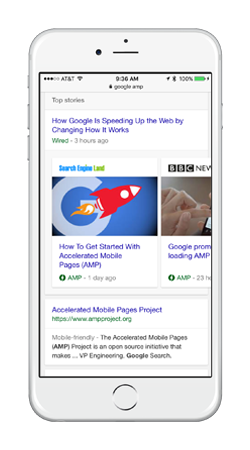 AT&T 9:36 AM 100%
google amp
Top stories
How Google Is Speeding Up the Web by
Changing How It Works
Wired - 3 hours ago
Search Engine Land
How To Get Started With
Accelerated Mobile
Pages (AMP)
AMP - 1 day ago
BBC NEW
Google prom
loading AMP
AMP - 23 h
Accelerated Mobile Pages Project
https://www.ampproject.org
Mobile-friendly - The Accelerated Mobile Pages
(AMP) Project is an open source initiative that
makes ... VP Engineering. Google Search.